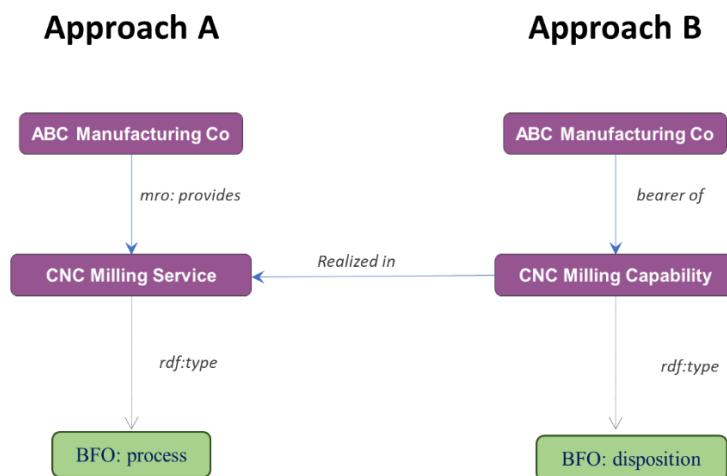 Approach A
Approach B
ABC Manufacturing Co
ABC Manufacturing Co
mro: provides
bearer of
Realized in
CNC Milling Service
CNC Milling Capability
rdf:type
rdf:type
BFO: process
BFO: disposition